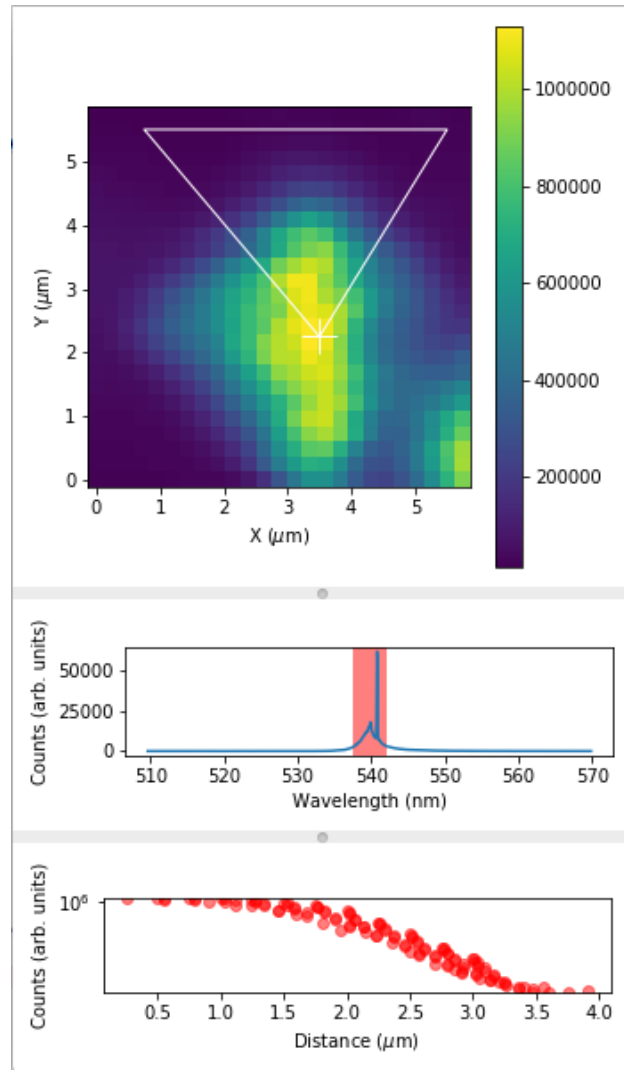 1000000
800000
600000
400000
200000
5
4
3
2
1
0
Y (μm)
0 1 2 3 4 5
X (μm)
Counts (arb. units)
50000
25000
0
510 520 530 540 550 560 570
Wavelength (nm)
Counts (arb. units)
10⁶
0.5 1.0 1.5 2.0 2.5 3.0 3.5 4.0
Distance (μm)